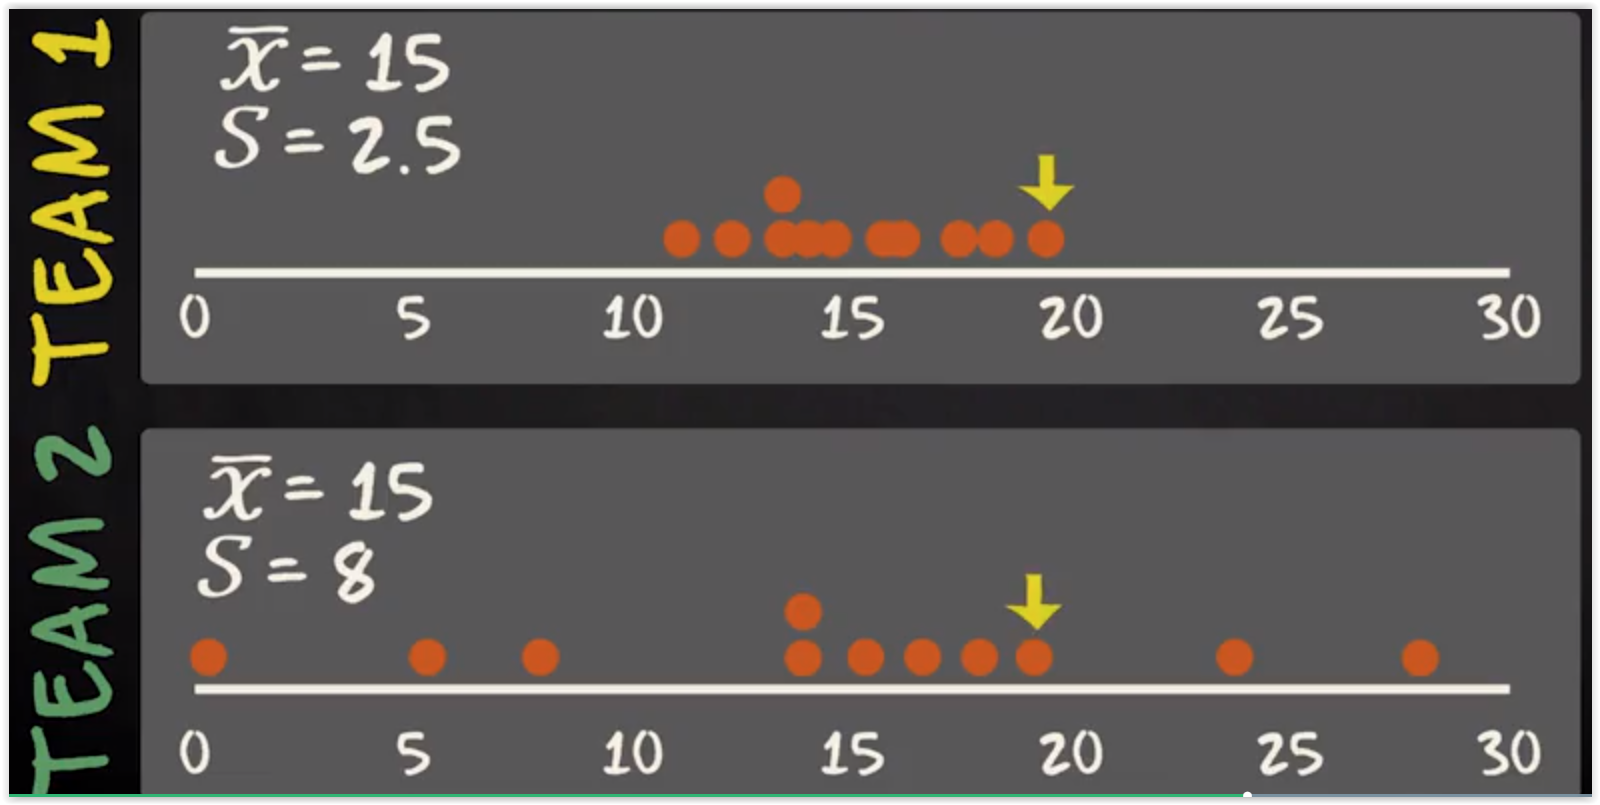 TEAM 1
x̅ = 15
S = 2.5
0 5 10 15 20 25 30
TEAM 2
x̅ = 15
S = 8
0 5 10 15 20 25 30